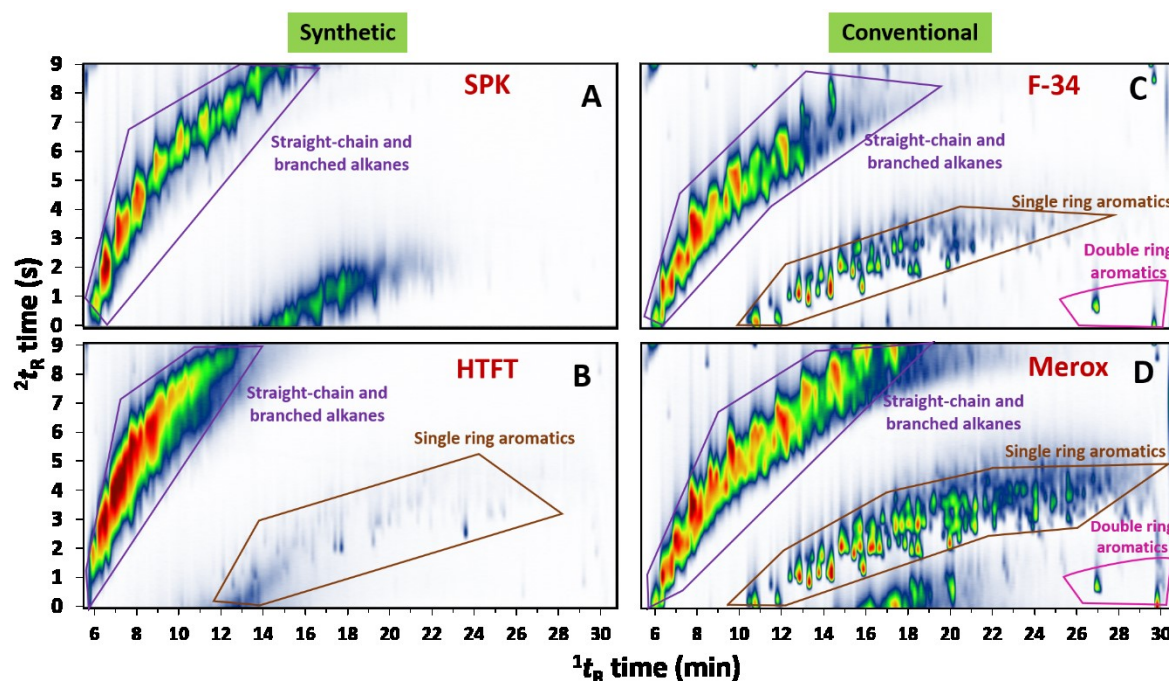 Synthetic
Conventional
9
8
7
6
5
4
3
2
1
0
SPK
A
Straight-chain and
branched alkanes
F-34
C
Straight-chain and
branched alkanes
Single ring aromatics
Double ring
aromatics
²tR time (s)
9
8
7
6
5
4
3
2
1
0
HTFT
B
Straight-chain and
branched alkanes
Single ring aromatics
Merox
D
Straight-chain and
branched alkanes
Single ring aromatics
Double ring
aromatics
6 8 10 12 14 16 18 20 22 24 26 28 30
6 8 10 12 14 16 18 20 22 24 26 28 30
¹tR time (min)